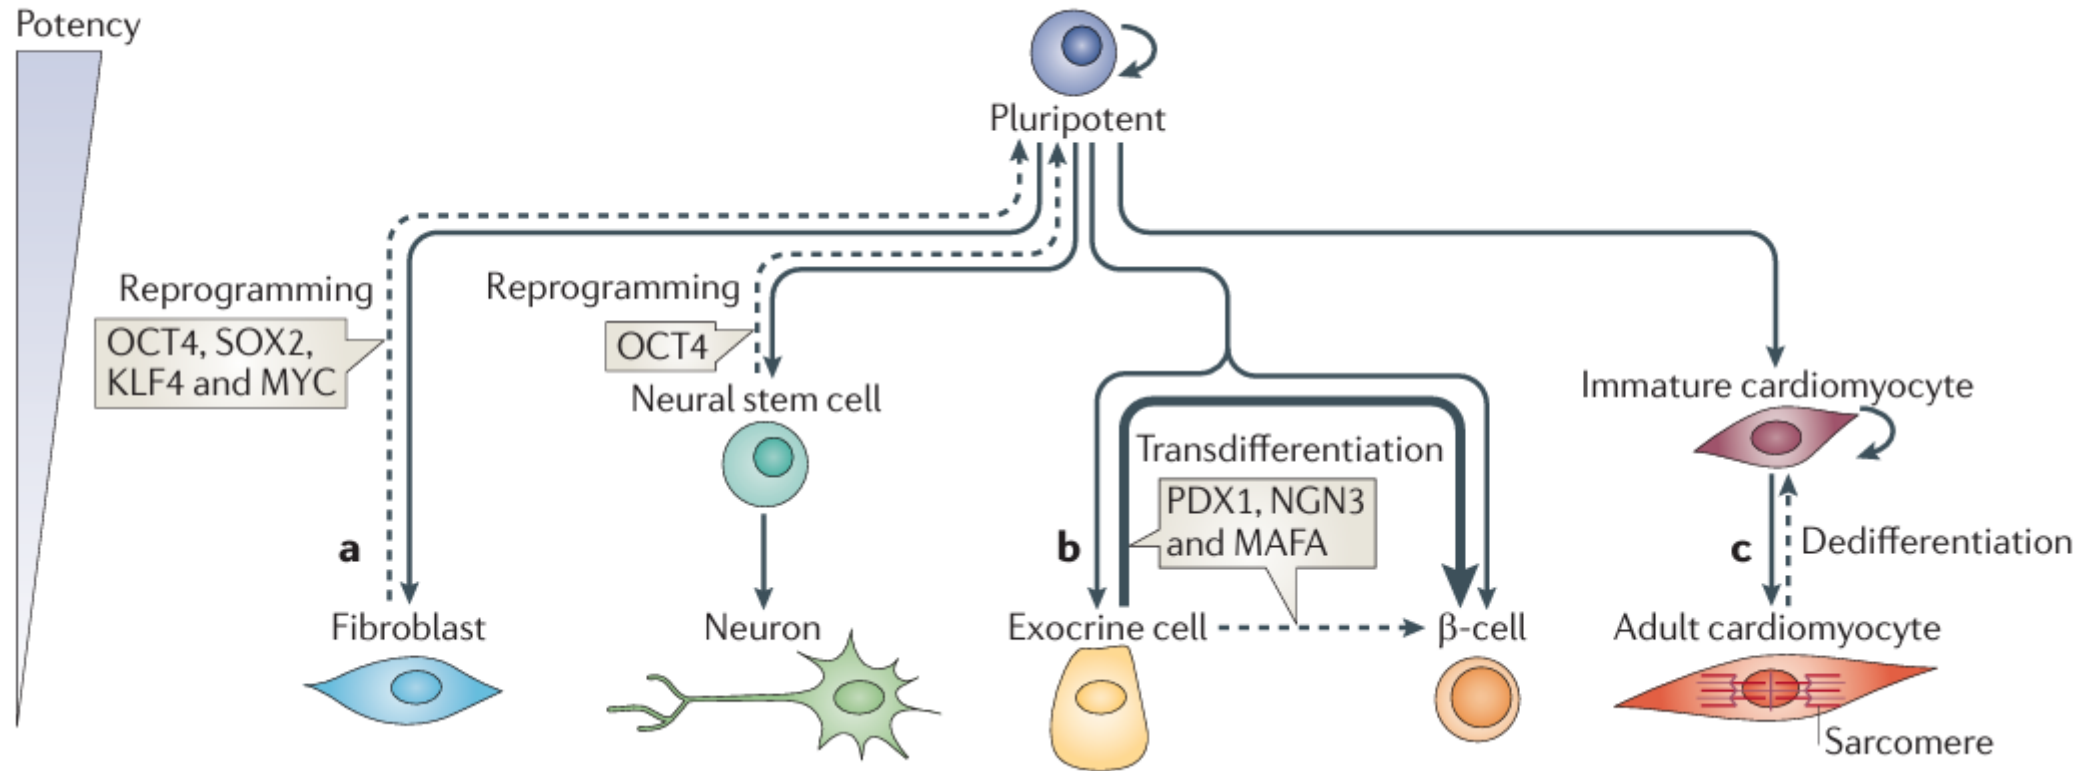 Potency
Pluripotent
Reprogramming
OCT4, SOX2,
KLF4 and MYC
Reprogramming
OCT4
Neural stem cell
Immature cardiomyocyte
Transdifferentiation
PDX1, NGN3
and MAFA
a
b
c
Dedifferentiation
Fibroblast
Neuron
Exocrine cell
β-cell
Adult cardiomyocyte
Sarcomere